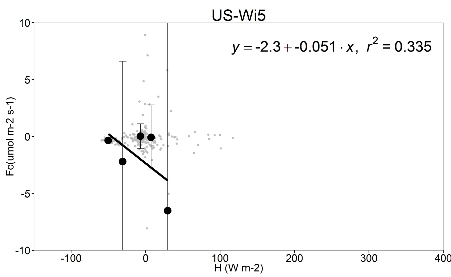 US-Wi5
y = -2.3 + -0.051 · x, r² = 0.335
Fc(umol m-2 s-1)
10
5
0
-5
-10
-100 0 100 200 300 400
H (W m-2)